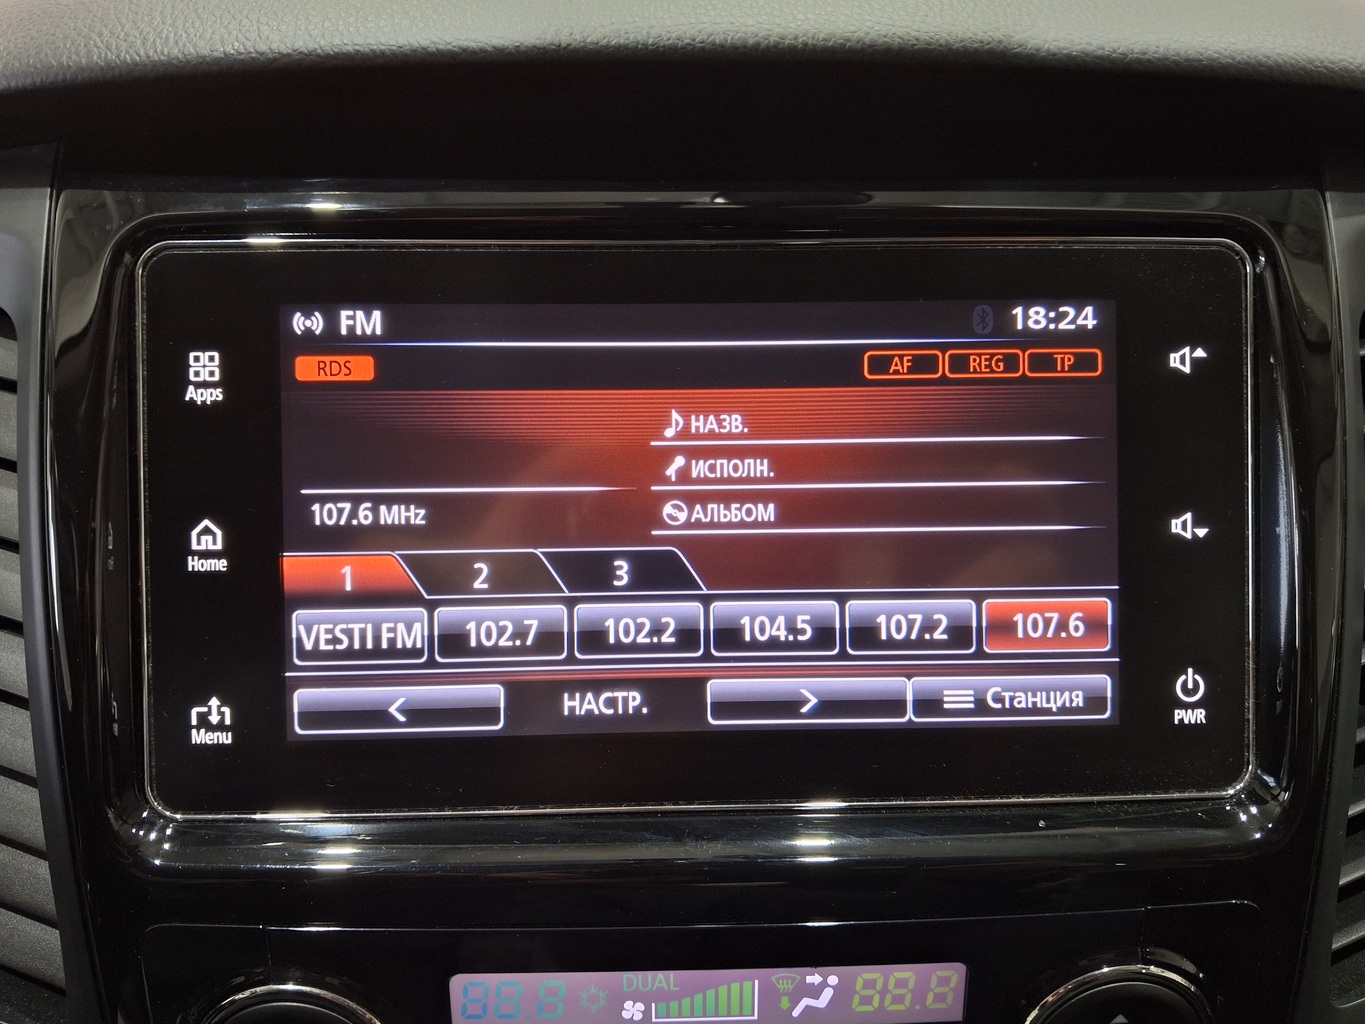 FM 18:24
RDS AF REG TP
Apps
НАЗВ.
ИСПОЛН.
107.6 MHz АЛЬБОМ
Home
1 2 3
VESTI FM 102.7 102.2 104.5 107.2 107.6
< НАСТР. > Станция
Menu PWR
DUAL
88.8 88.8